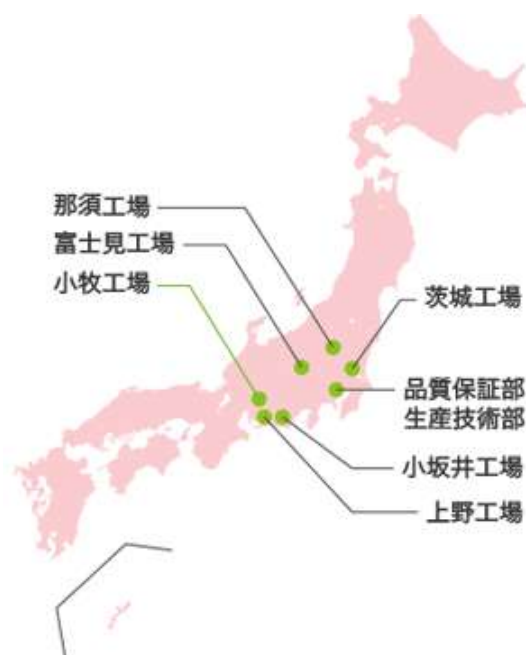 那須工場
富士見工場
小牧工場
茨城工場
品質保証部
生産技術部
小坂井工場
上野工場